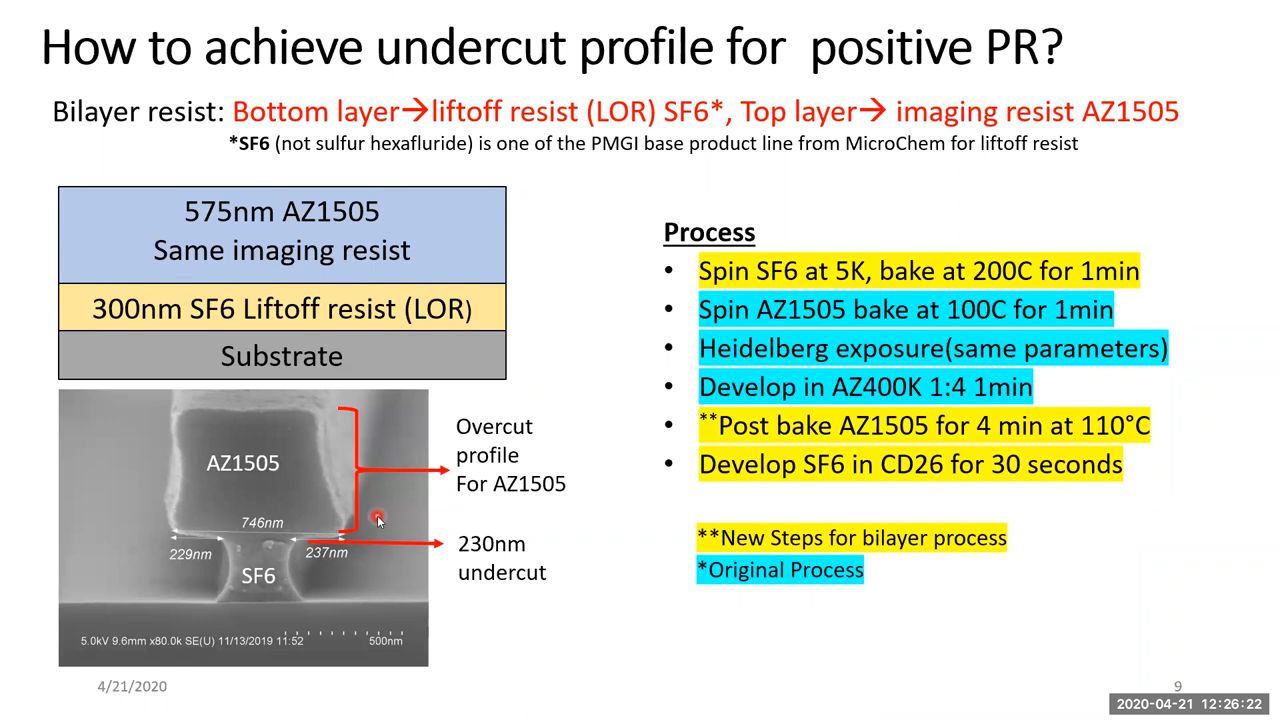 How to achieve undercut profile for  positive PR?
Bilayer resist: Bottom layer→liftoff resist (LOR) SF6*, Top layer→ imaging resist AZ1505
*SF6 (not sulfur hexafluride) is one of the PMGI base product line from MicroChem for liftoff resist
575nm AZ1505
Same imaging resist
300nm SF6 Liftoff resist (LOR)
Substrate
AZ1505
746nm
229nm
237nm
SF6
5.0kV 9.6mm x80.0k SE(U) 11/13/2019 11:52
500nm
Overcut
profile
For AZ1505
230nm
undercut
Process
• Spin SF6 at 5K, bake at 200C for 1min
• Spin AZ1505 bake at 100C for 1min
• Heidelberg exposure(same parameters)
• Develop in AZ400K 1:4 1min
• **Post bake AZ1505 for 4 min at 110°C
• Develop SF6 in CD26 for 30 seconds
**New Steps for bilayer process
*Original Process
4/21/2020
9
2020-04-21 12:26:22